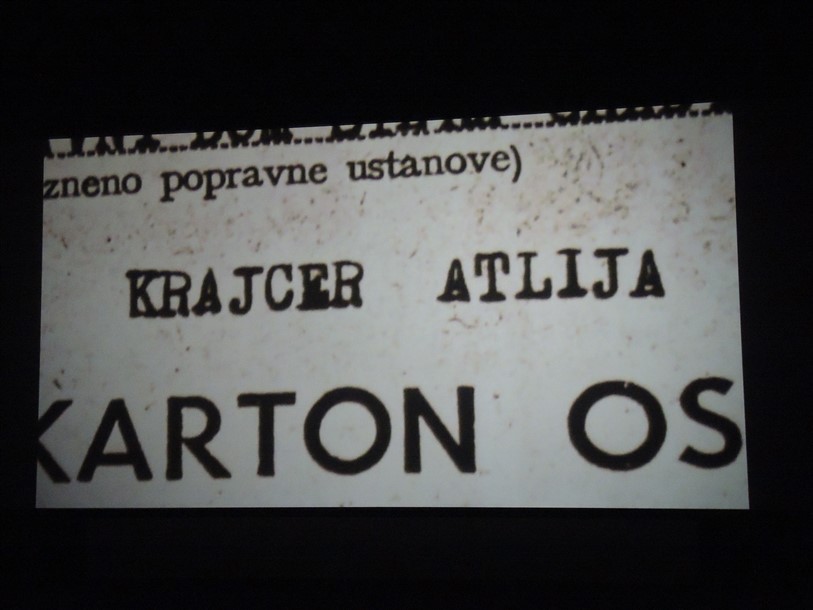 zneno popravne ustanove)
KRAJCER ATLIJA
KARTON OS